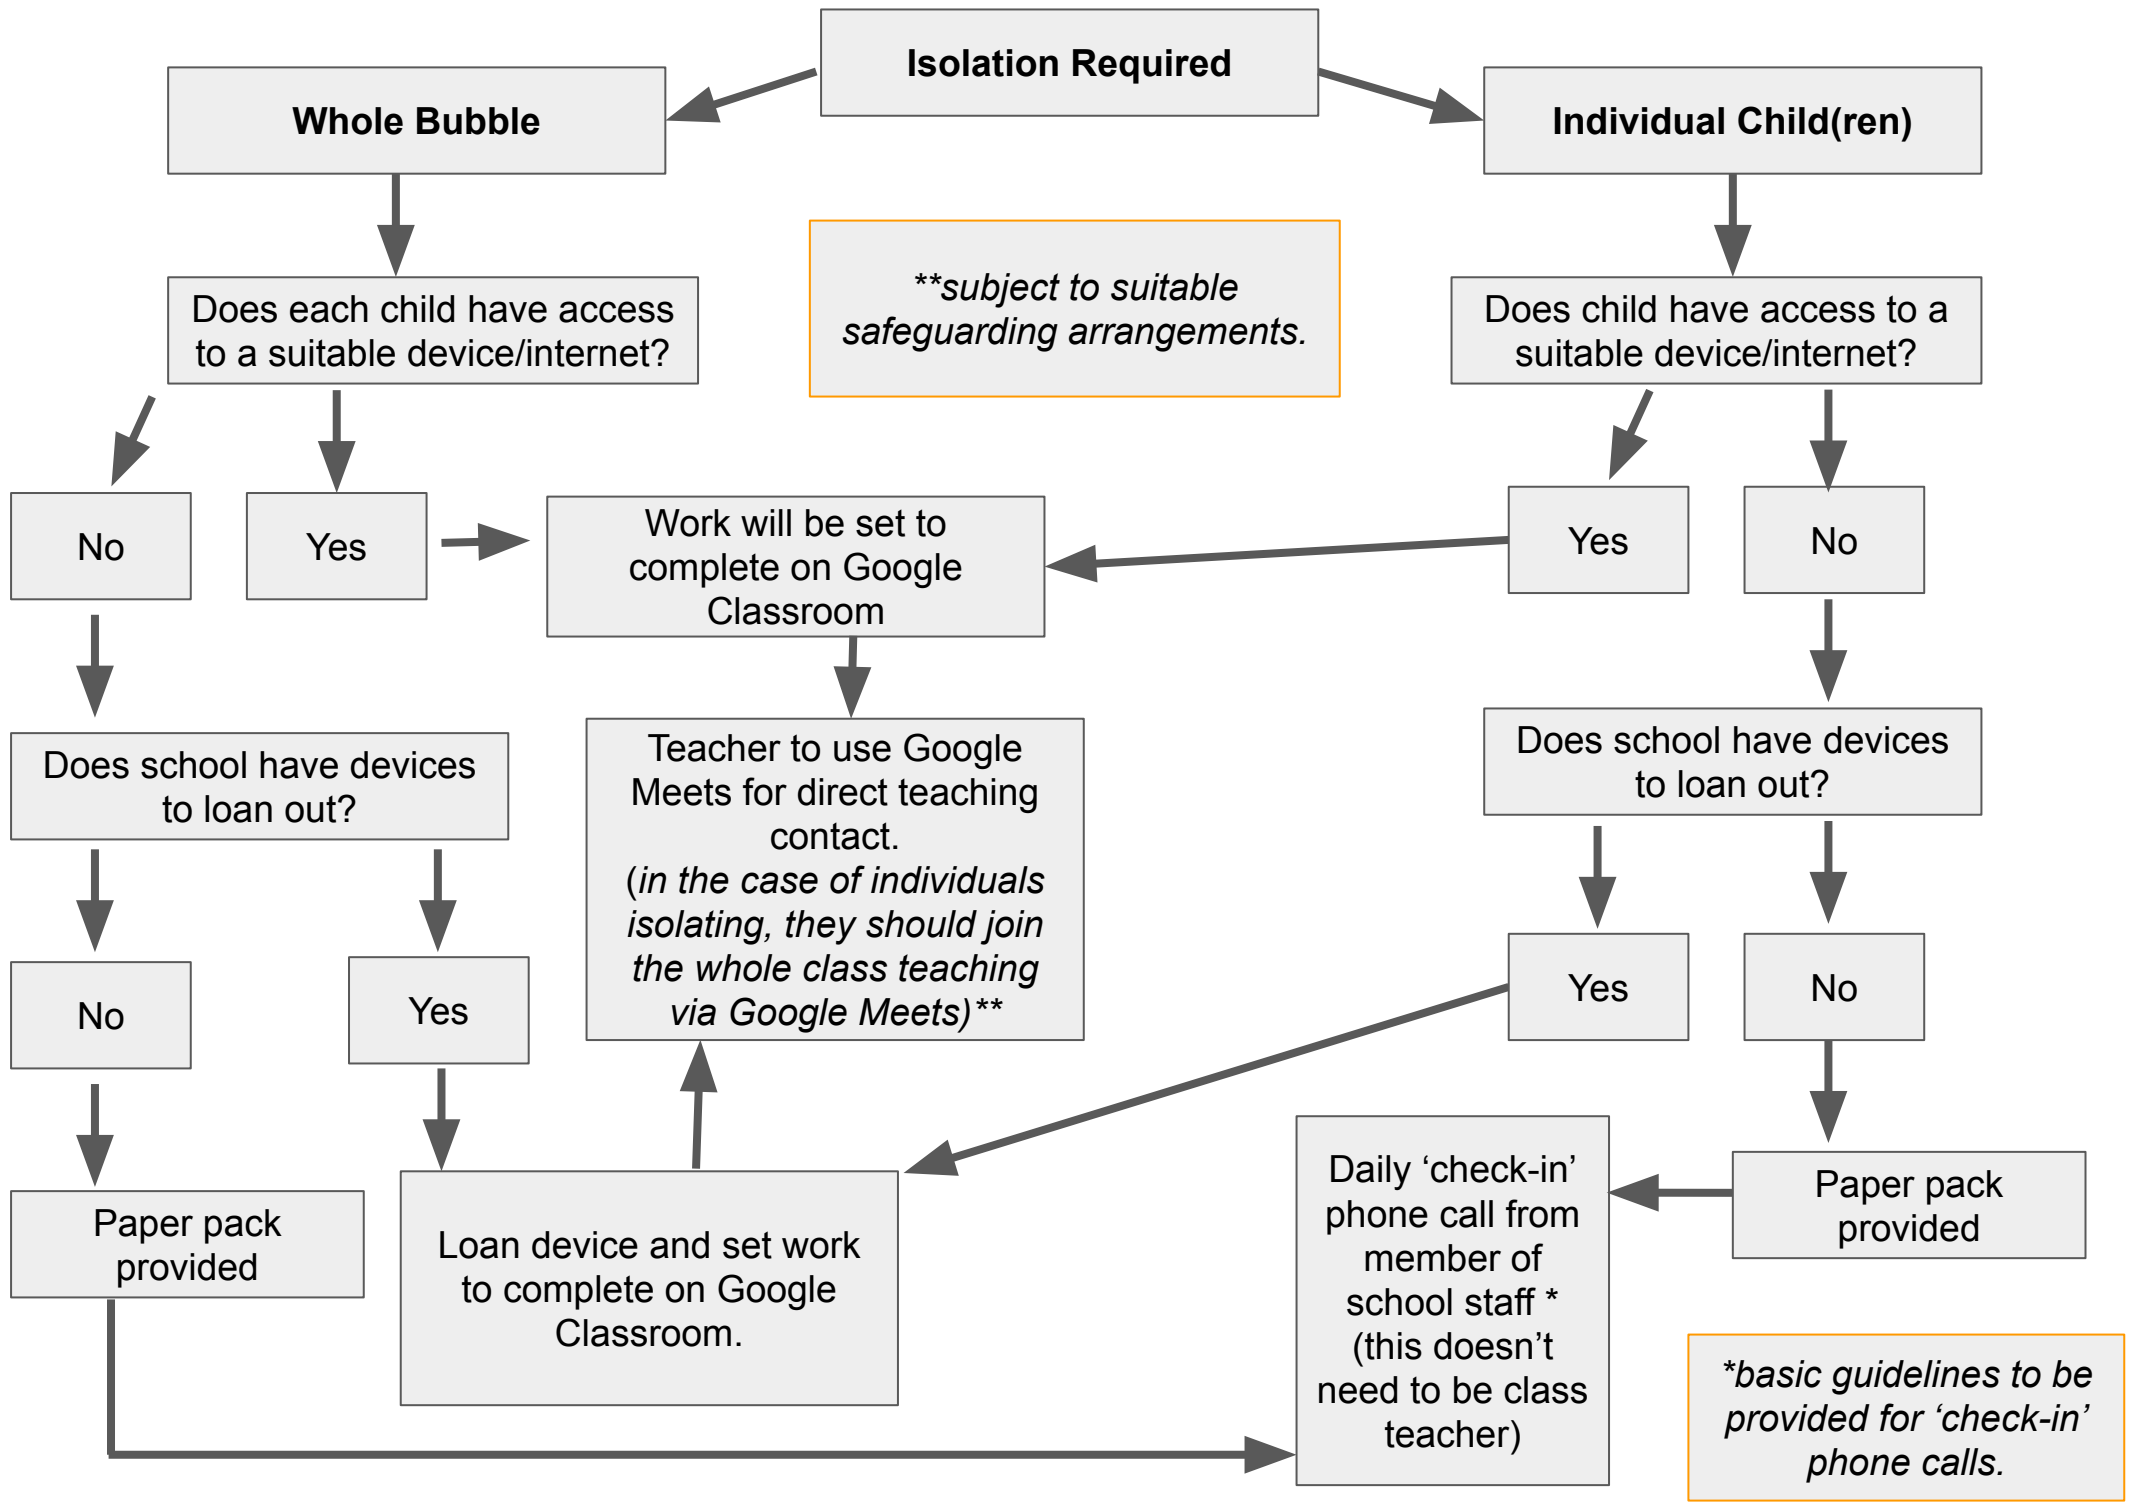 Isolation Required
Whole Bubble
Individual Child(ren)
**subject to suitable
safeguarding arrangements.
Does each child have access
to a suitable device/internet?
Does child have access to a
suitable device/internet?
No
Yes
Work will be set to
complete on Google
Classroom
Yes
No
Does school have devices
to loan out?
Teacher to use Google
Meets for direct teaching
contact.
(in the case of individuals
isolating, they should join
the whole class teaching
via Google Meets)**
Does school have devices
to loan out?
No
Yes
Yes
No
Paper pack
provided
Loan device and set work
to complete on Google
Classroom.
Daily ‘check-in’
phone call from
member of
school staff *
(this doesn’t
need to be class
teacher)
Paper pack
provided
*basic guidelines to be
provided for ‘check-in’
phone calls.